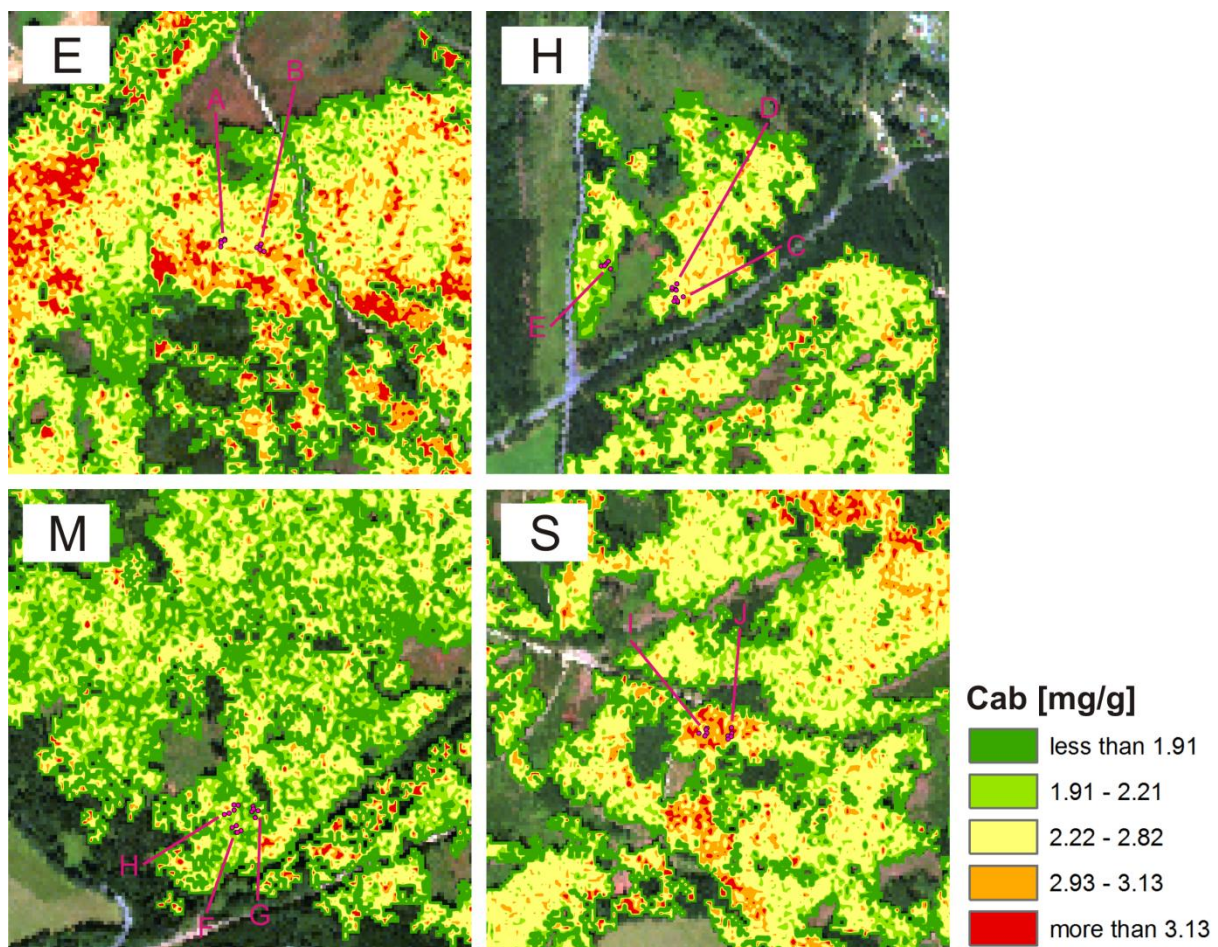 E
A
B
H
D
C
E
M
H
F
G
S
I
J
Cab [mg/g]
less than 1.91
1.91 - 2.21
2.22 - 2.82
2.93 - 3.13
more than 3.13